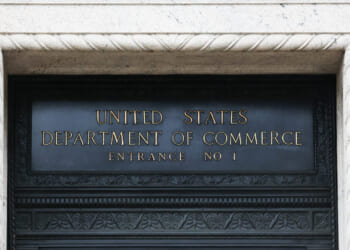 UNITED STATES
DEPARTMENT OF COMMERCE
ENTRANCE NO 1